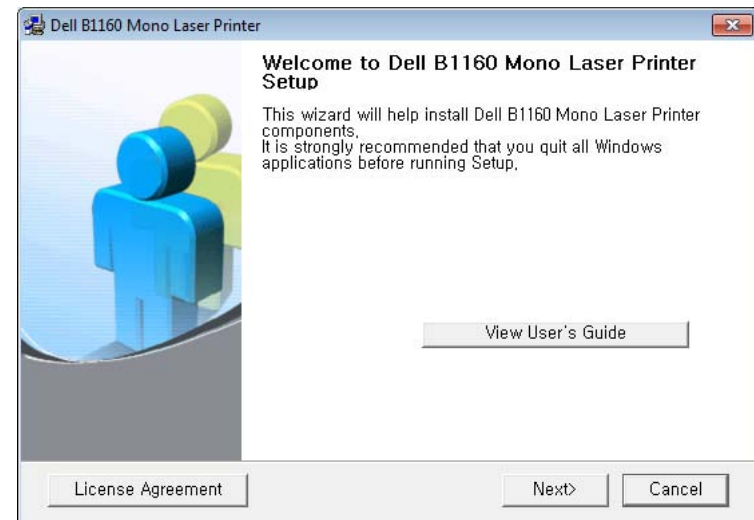 Dell B1160 Mono Laser Printer
Welcome to Dell B1160 Mono Laser Printer
Setup
This wizard will help install Dell B1160 Mono Laser Printer
components,
It is strongly recommended that you quit all Windows
applications before running Setup,
View User's Guide
License Agreement
Next>
Cancel